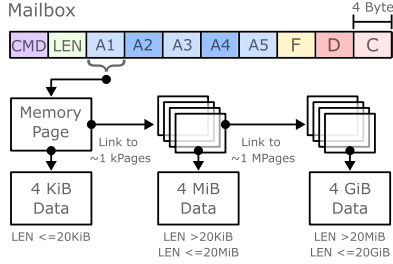 Mailbox
4 Byte
CMD LEN A1 A2 A3 A4 A5 F D C
Memory
Page
Link to
~1 kPages
Link to
~1 MPages
4 KiB
Data
4 MiB
Data
4 GiB
Data
LEN <=20KiB
LEN >20KiB
LEN <=20MiB
LEN >20MiB
LEN <=20GiB